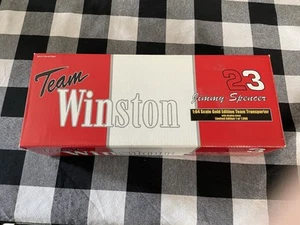 Team
Winston
23
Jimmy Spencer
1:64 Scale Gold Edition Team Transporter